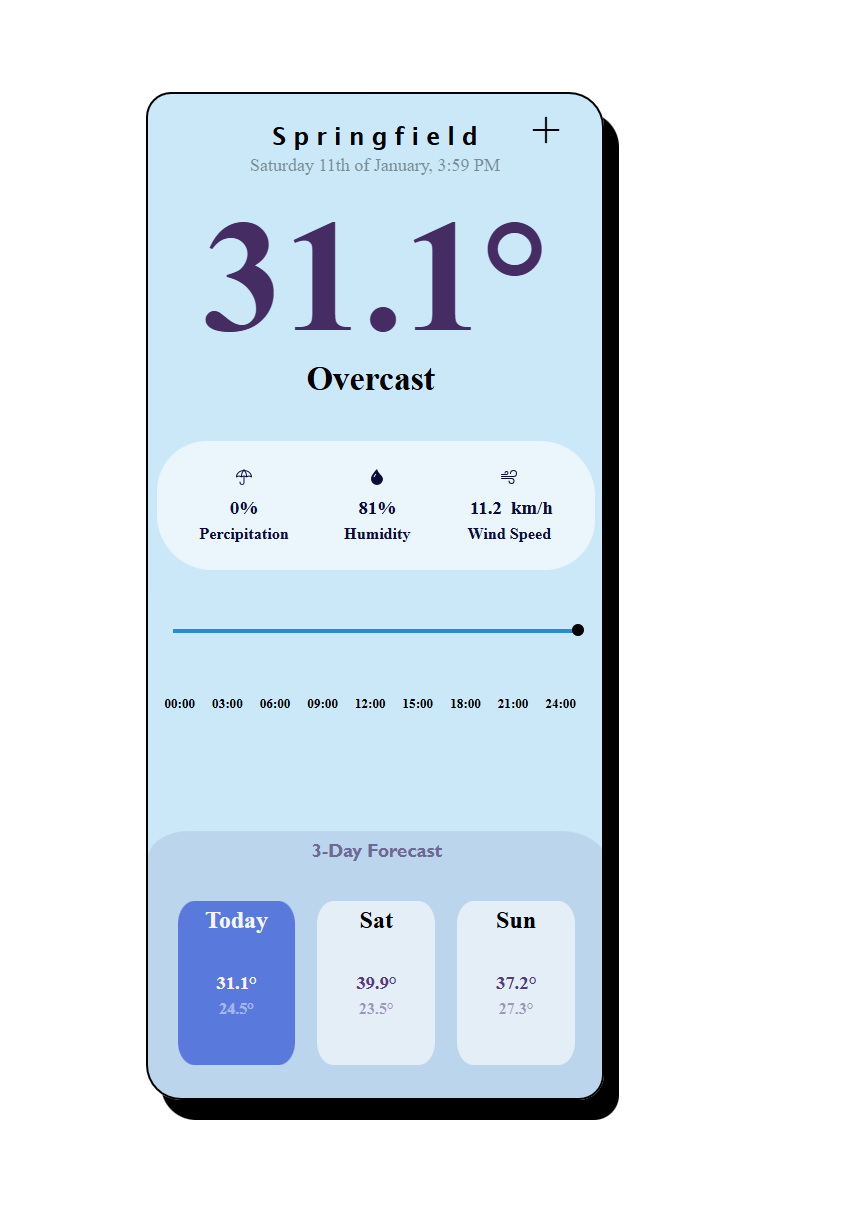 Springfield
Saturday 11th of January, 3:59 PM
31.1°
Overcast
0% 81% 11.2 km/h
Percipitation Humidity Wind Speed
00:00 03:00 06:00 09:00 12:00 15:00 18:00 21:00 24:00
3-Day Forecast
Today Sat Sun
31.1° 39.9° 37.2°
24.5° 23.5° 27.3°